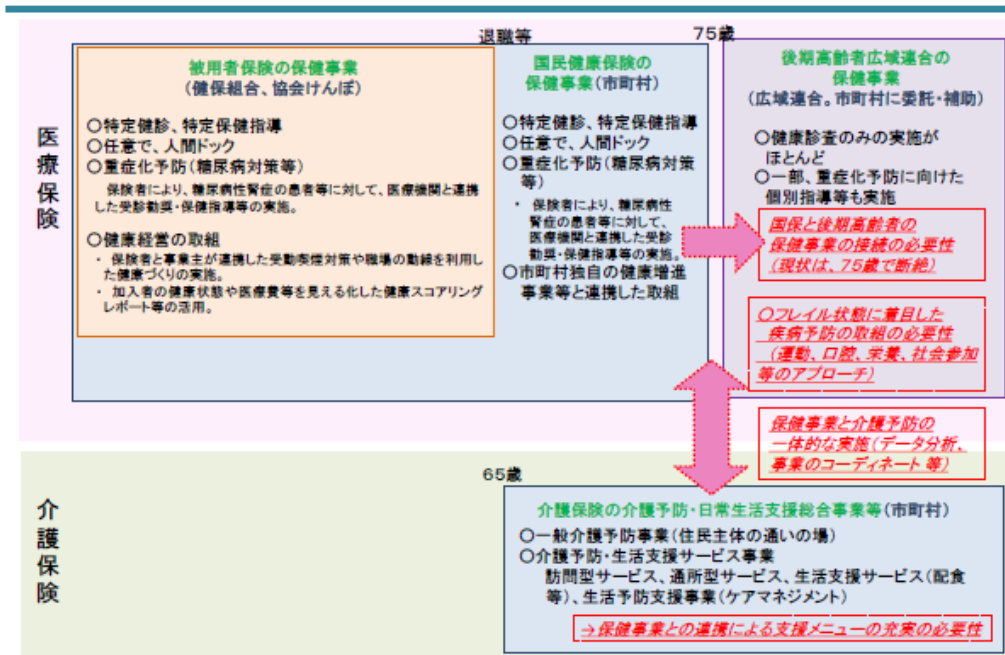 退職等
75歳
医療保険
被用者保険の保健事業
(健保組合、協会けんぽ)
〇特定健診、特定保健指導
〇任意で、人間ドック
〇重症化予防(糖尿病対策等)
保険者により、糖尿病性腎症の患者等に対して、医療機関と連携
した受診勧奨・保健指導等の実施。
〇健康経営の取組
・ 保険者と事業主が連携した受動喫煙対策や職場の動線を利用し
た健康づくりの実施。
・ 加入者の健康状態や医療費等を見える化した健康スコアリング
レポート等の活用。
国民健康保険の
保健事業(市町村)
〇特定健診、特定保健指導
〇任意で、人間ドック
〇重症化予防(糖尿病対策
等)
・ 保険者により、糖尿病性
腎症の患者等に対して、
医療機関と連携した受診
勧奨・保健指導等の実施。
〇市町村独自の健康増進
事業等と連携した取組
後期高齢者広域連合の
保健事業
(広域連合。市町村に委託・補助)
〇健康診査のみの実施が
ほとんど
〇一部、重症化予防に向けた
個別指導等も実施
国保と後期高齢者の
保健事業の接続の必要性
(現状は、75歳で断絶)
〇フレイル状態に着目した
疾病予防の取組の必要性
(運動、口腔、栄養、社会参加
等のアプローチ)
保健事業と介護予防の
一体的な実施(データ分析、
事業のコーディネート等)
介護保険
65歳
介護保険の介護予防・日常生活支援総合事業等(市町村)
〇一般介護予防事業(住民主体の通いの場)
〇介護予防・生活支援サービス事業
訪問型サービス、通所型サービス、生活支援サービス(配食
等)、生活予防支援事業(ケアマネジメント)
→保健事業との連携による支援メニューの充実の必要性